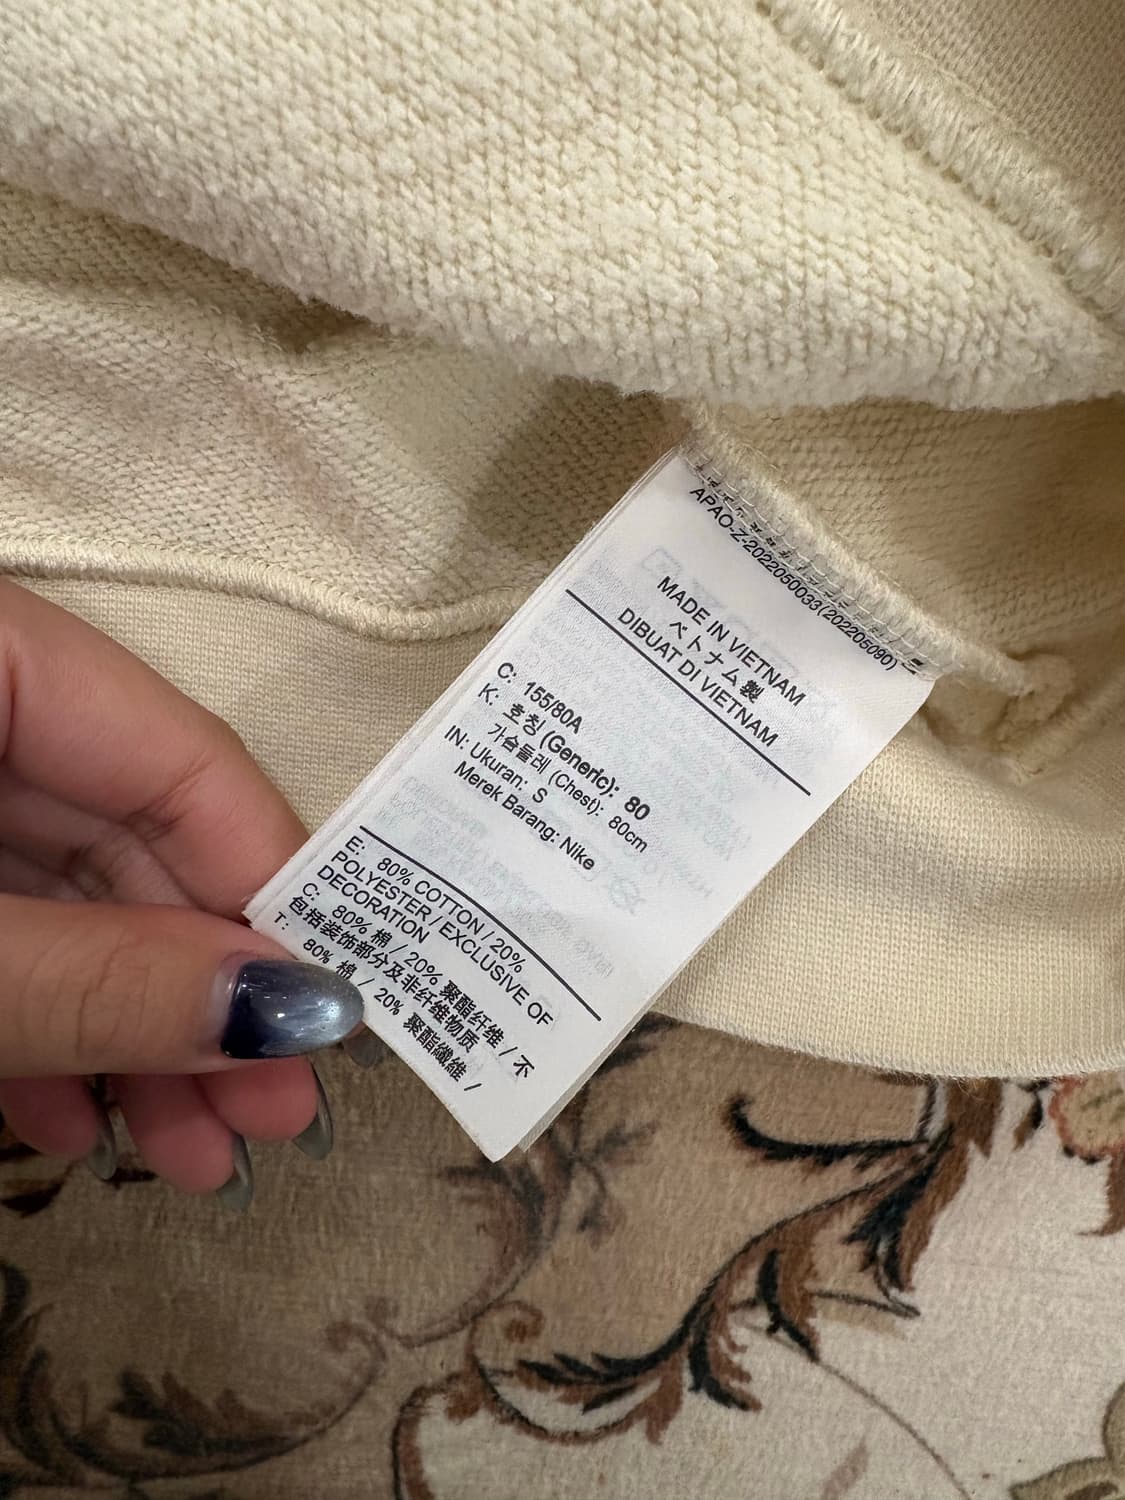 APAO-Z-2022050033(202205090)
MADE IN VIETNAM
ベトナム製
DIBUAT DI VIETNAM
C: 155/80A
K: 호칭 (Generic): 80
가슴둘레 (Chest): 80cm
IN: Ukuran: S
Merek Barang: Nike
E: 80% COTTON / 20%
POLYESTER / EXCLUSIVE OF
DECORATION
C: 80% 棉 / 20% 聚酯纤维 / 不
包括装饰部分及非纤维物质
T: 80% 棉 / 20% 聚酯纖維 /